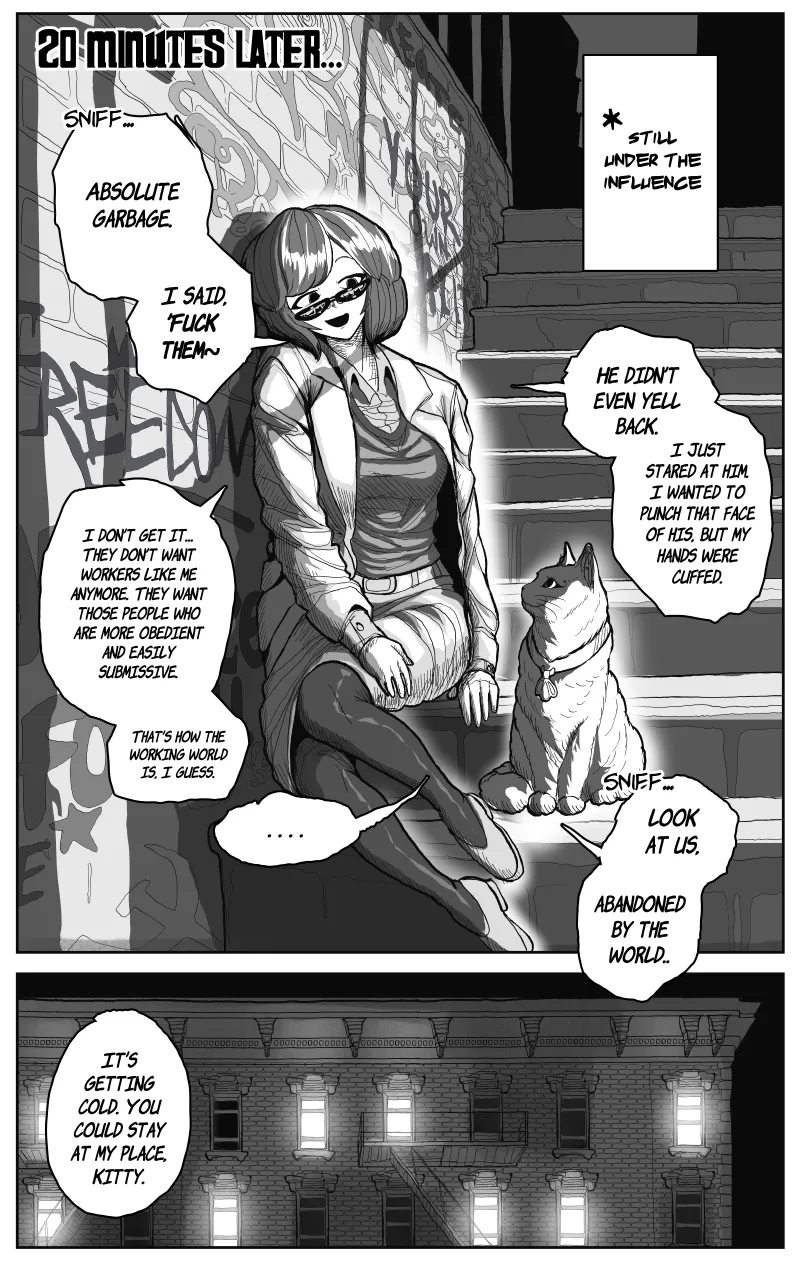 20 MINUTES LATER...
* STILL
UNDER THE
INFLUENCE
SNIFF...
ABSOLUTE
GARBAGE.
I SAID,
'FUCK
THEM~
HE DIDN'T
EVEN YELL
BACK.
I JUST
STARED AT HIM.
I WANTED TO
PUNCH THAT FACE
OF HIS, BUT MY
HANDS WERE
CUFFED.
YOUR
OWN
FREEDOM
I DON'T GET IT...
THEY DON'T WANT
WORKERS LIKE ME
ANYMORE. THEY WANT
THOSE PEOPLE WHO
ARE MORE OBEDIENT
AND EASILY
SUBMISSIVE.
THAT'S HOW THE
WORKING WORLD
IS, I GUESS.
....
SNIFF...
LOOK
AT US,
ABANDONED
BY THE
WORLD..
IT'S
GETTING
COLD. YOU
COULD STAY
AT MY PLACE,
KITTY.